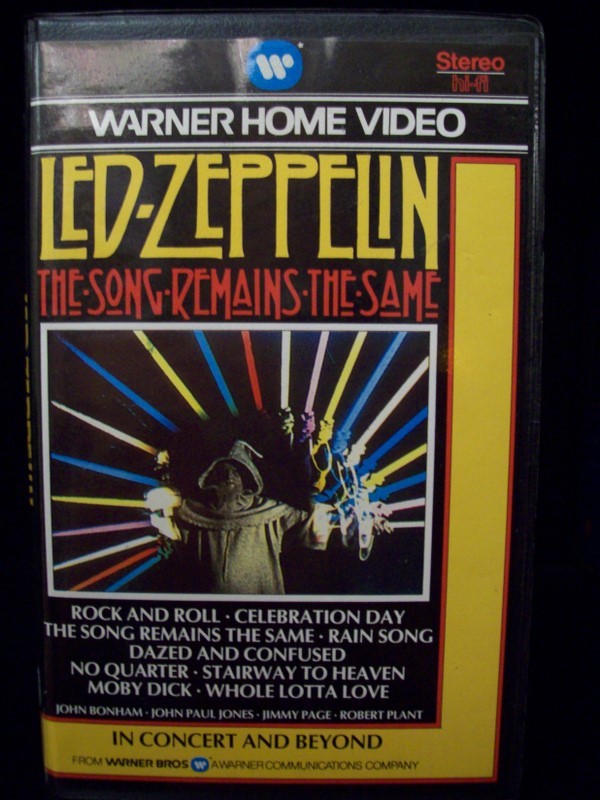 Stereo
hi-fi
WARNER HOME VIDEO
LED-ZEPPELIN
THE·SONG·REMAINS·THE·SAME
ROCK AND ROLL · CELEBRATION DAY
THE SONG REMAINS THE SAME · RAIN SONG
DAZED AND CONFUSED
NO QUARTER · STAIRWAY TO HEAVEN
MOBY DICK · WHOLE LOTTA LOVE
JOHN BONHAM · JOHN PAUL JONES · JIMMY PAGE · ROBERT PLANT
IN CONCERT AND BEYOND
FROM WARNER BROS A WARNER COMMUNICATIONS COMPANY